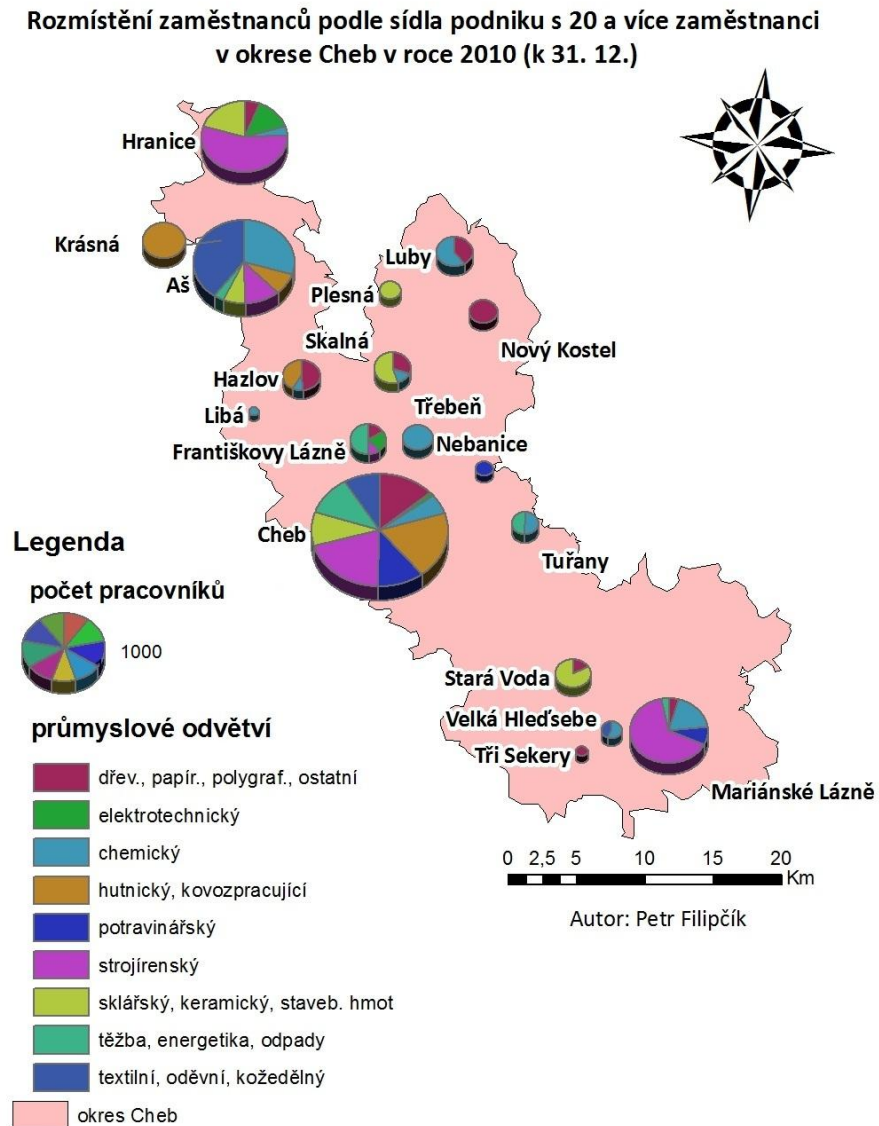 Rozmístění zaměstnanců podle sídla podniku s 20 a více zaměstnanci
v okrese Cheb v roce 2010 (k 31. 12.)
Hranice
Krásná
Aš
Luby
Plesná
Nový Kostel
Skalná
Hazlov
Třebeň
Libá
Františkovy Lázně
Nebanice
Cheb
Tuřany
Stará Voda
Velká Hleďsebe
Tři Sekery
Mariánské Lázně
Legenda
počet pracovníků
1000
průmyslové odvětví
dřev., papír., polygraf., ostatní
elektrotechnický
chemický
hutnický, kovozpracující
potravinářský
strojírenský
sklářský, keramický, staveb. hmot
těžba, energetika, odpady
textilní, oděvní, kožedělný
okres Cheb
0 2,5 5 10 15 20
Km
Autor: Petr Filipčík